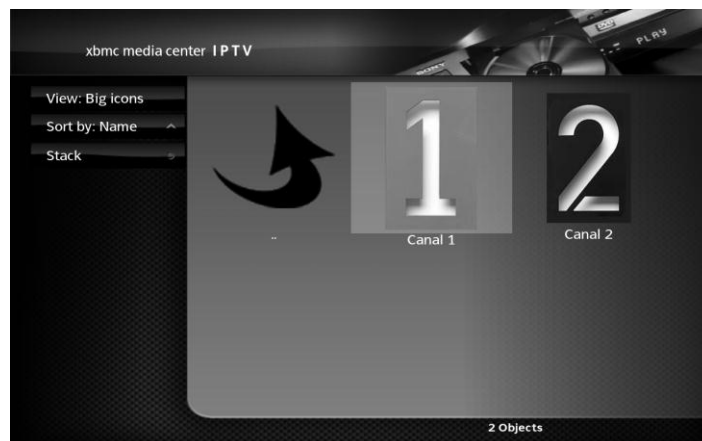 xbmc media center IPTV
PLAY
SONY
View: Big icons
Sort by: Name
Stack
1
2
..
Canal 1
Canal 2
2 Objects